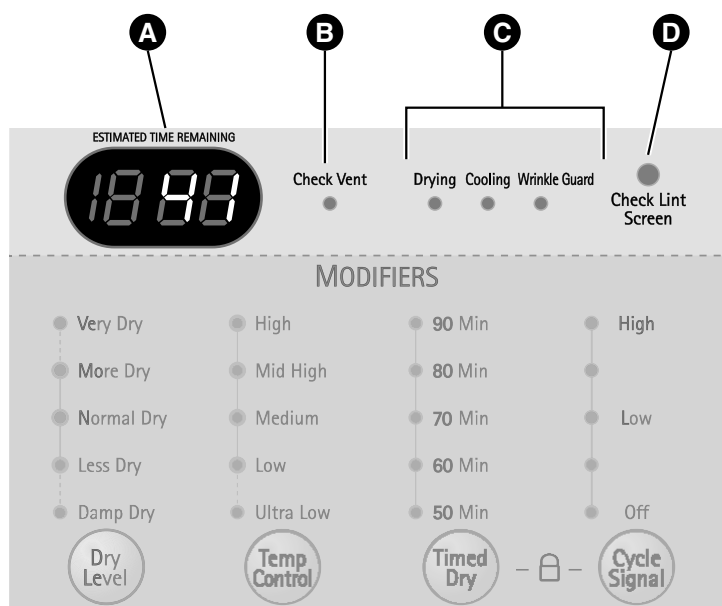 A B C D
ESTIMATED TIME REMAINING
18:41
Check Vent
Drying Cooling Wrinkle Guard
Check Lint
Screen
MODIFIERS
Very Dry High 90 Min High
More Dry Mid High 80 Min
Normal Dry Medium 70 Min Low
Less Dry Low 60 Min
Damp Dry Ultra Low 50 Min Off
Dry
Level
Temp
Control
Timed
Dry
Cycle
Signal